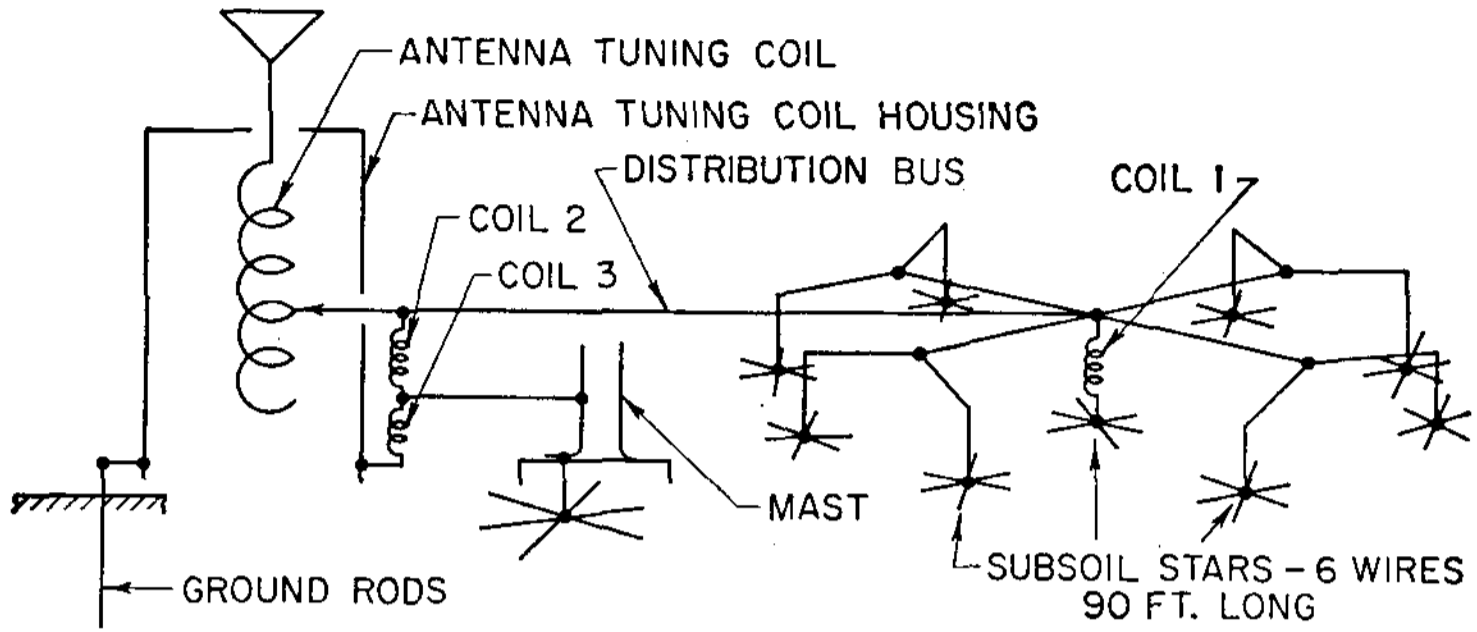 ANTENNA TUNING COIL
ANTENNA TUNING COIL HOUSING
DISTRIBUTION BUS
COIL 1
COIL 2
COIL 3
MAST
SUBSOIL STARS - 6 WIRES
90 FT. LONG
GROUND RODS